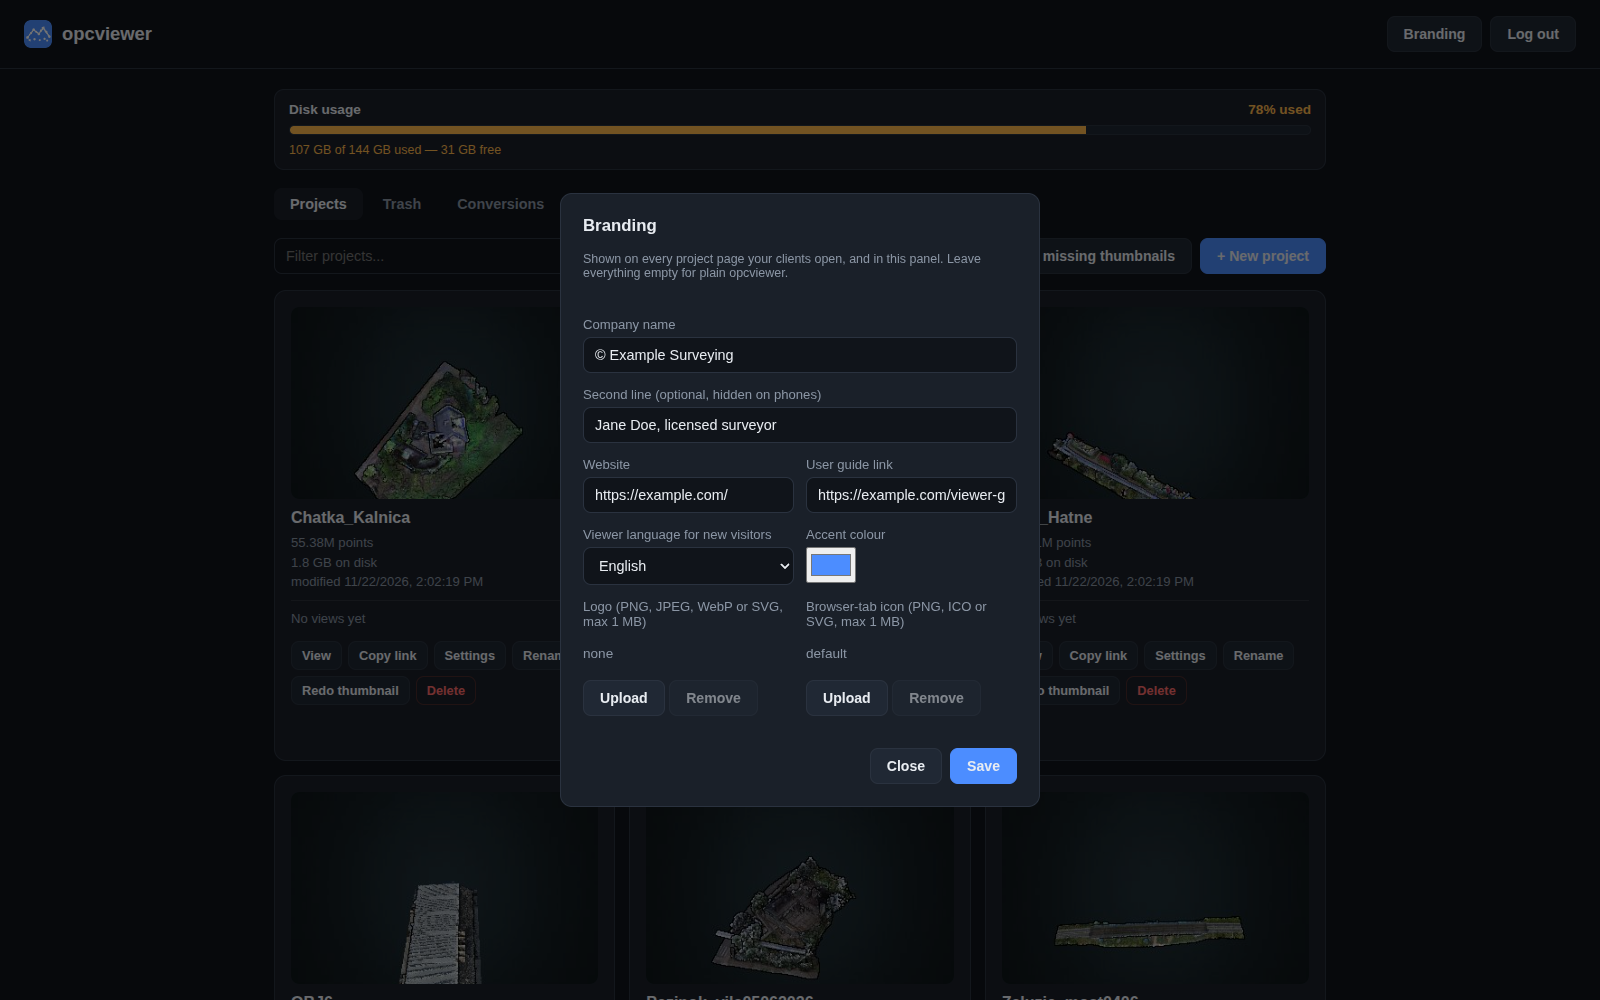 opcviewer
Branding
Log out
Disk usage
78% used
107 GB of 144 GB used — 31 GB free
Projects
Trash
Conversions
Filter projects...
missing thumbnails
+ New project
Branding
Shown on every project page your clients open, and in this panel. Leave
everything empty for plain opcviewer.
Company name
© Example Surveying
Second line (optional, hidden on phones)
Jane Doe, licensed surveyor
Website
User guide link
https://example.com/
https://example.com/viewer-g
Viewer language for new visitors
Accent colour
English
Logo (PNG, JPEG, WebP or SVG,
max 1 MB)
Browser-tab icon (PNG, ICO or
SVG, max 1 MB)
none
default
Upload
Remove
Upload
Remove
Close
Save
Chatka_Kalnica
55.38M points
1.8 GB on disk
modified 11/22/2026, 2:02:19 PM
No views yet
View
Copy link
Settings
Redo thumbnail
Delete
_Hatne
points
on disk
11/22/2026, 2:02:19 PM
yet
Copy link
Settings
Rename
thumbnail
Delete